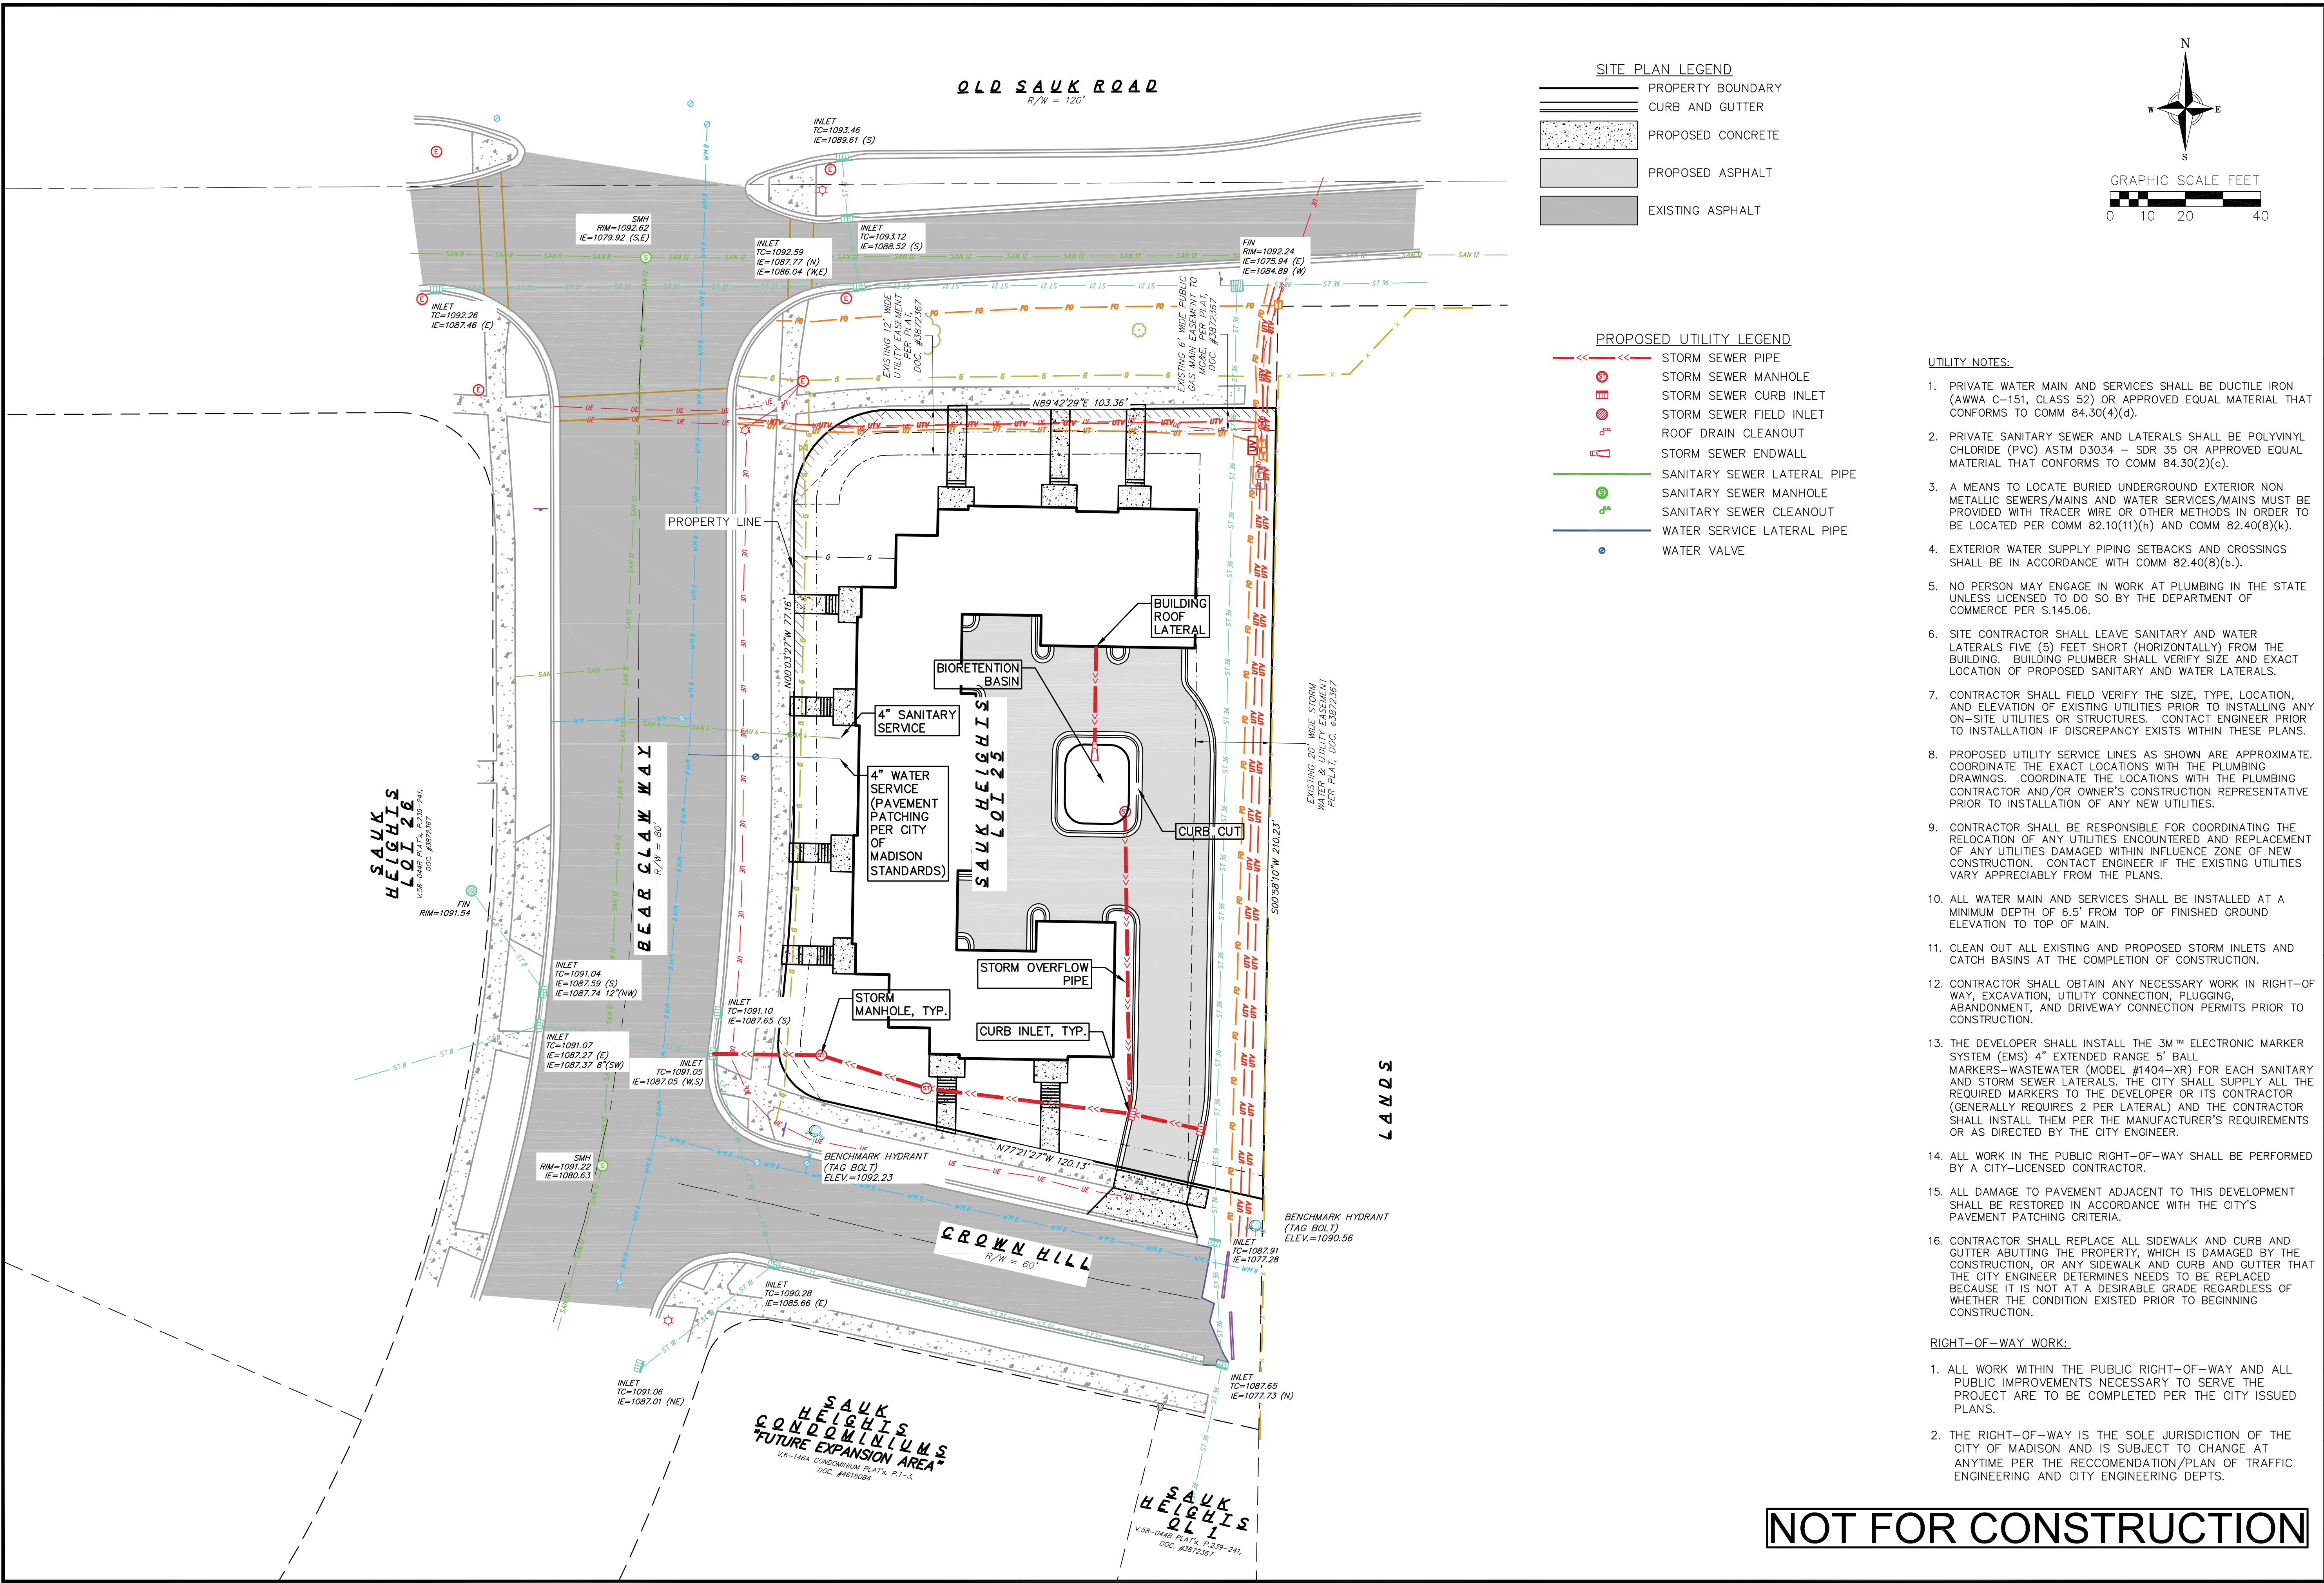 OLD SAUK ROAD
R/W = 120'
INLET
TC=1093.46
IE=1089.61 (S)
SMH
RIM=1092.62
IE=1079.92 (S,E)
INLET
TC=1092.59
IE=1087.77 (N)
IE=1086.04 (W,E)
INLET
TC=1093.12
IE=1088.52 (S)
FIN
RIM=1092.24
IE=1075.94 (E)
IE=1084.89 (W)
INLET
TC=1092.26
IE=1087.46 (E)
EXISTING 12' WIDE
UTILITY EASEMENT
PER PLAT,
DOC. #3872367
EXISTING 6' WIDE PUBLIC
GAS MAIN EASEMENT TO
MG&E, PER PLAT,
DOC. #3872367
N89°42'29"E 103.36'
PROPERTY LINE
N00°03'27"W 77.16'
BUILDING
ROOF
LATERAL
BIORETENTION
BASIN
4" SANITARY
SERVICE
4" WATER
SERVICE
(PAVEMENT
PATCHING
PER CITY
OF
MADISON
STANDARDS)
SAUK HEIGHTS
LOT 25
CURB CUT
EXISTING 20' WIDE STORM
WATER & UTILITY EASEMENT
PER PLAT, DOC. e3872367
S00°58'10"W 210.23'
BEAR CLAW WAY
R/W = 80'
SAUK
HEIGHTS
LOT 26
V.58-044B PLAT's, P.239-241,
DOC. #3872367
FIN
RIM=1091.54
INLET
TC=1091.04
IE=1087.59 (S)
IE=1087.74 12"(NW)
INLET
TC=1091.10
IE=1087.65 (S)
STORM
MANHOLE, TYP.
STORM OVERFLOW
PIPE
CURB INLET, TYP.
INLET
TC=1091.07
IE=1087.27 (E)
IE=1087.37 8"(SW)
INLET
TC=1091.05
IE=1087.05 (W,S)
SMH
RIM=1091.22
IE=1080.63
BENCHMARK HYDRANT
(TAG BOLT)
ELEV.=1092.23
N77°21'27"W 120.13'
LANDS
CROWN HILL
R/W = 60'
BENCHMARK HYDRANT
(TAG BOLT)
ELEV.=1090.56
INLET
TC=1087.91
IE=1077.28
INLET
TC=1090.28
IE=1085.66 (E)
INLET
TC=1091.06
IE=1087.01 (NE)
INLET
TC=1087.65
IE=1077.73 (N)
SAUK
HEIGHTS
CONDOMINIUMS
"FUTURE EXPANSION AREA"
V.6-146A CONDOMINIUM PLAT's, P.1-3,
DOC. #4618084
SAUK
HEIGHTS
OL 1
V.58-044B PLAT's, P.239-241,
DOC. #3872367
SITE PLAN LEGEND
PROPERTY BOUNDARY
CURB AND GUTTER
PROPOSED CONCRETE
PROPOSED ASPHALT
EXISTING ASPHALT
N
W E
S
GRAPHIC SCALE FEET
0 10 20 40
PROPOSED UTILITY LEGEND
STORM SEWER PIPE
STORM SEWER MANHOLE
STORM SEWER CURB INLET
STORM SEWER FIELD INLET
ROOF DRAIN CLEANOUT
STORM SEWER ENDWALL
SANITARY SEWER LATERAL PIPE
SANITARY SEWER MANHOLE
SANITARY SEWER CLEANOUT
WATER SERVICE LATERAL PIPE
WATER VALVE
UTILITY NOTES:
1. PRIVATE WATER MAIN AND SERVICES SHALL BE DUCTILE IRON
(AWWA C-151, CLASS 52) OR APPROVED EQUAL MATERIAL THAT
CONFORMS TO COMM 84.30(4)(d).
2. PRIVATE SANITARY SEWER AND LATERALS SHALL BE POLYVINYL
CHLORIDE (PVC) ASTM D3034 – SDR 35 OR APPROVED EQUAL
MATERIAL THAT CONFORMS TO COMM 84.30(2)(c).
3. A MEANS TO LOCATE BURIED UNDERGROUND EXTERIOR NON
METALLIC SEWERS/MAINS AND WATER SERVICES/MAINS MUST BE
PROVIDED WITH TRACER WIRE OR OTHER METHODS IN ORDER TO
BE LOCATED PER COMM 82.10(11)(h) AND COMM 82.40(8)(k).
4. EXTERIOR WATER SUPPLY PIPING SETBACKS AND CROSSINGS
SHALL BE IN ACCORDANCE WITH COMM 82.40(8)(b.).
5. NO PERSON MAY ENGAGE IN WORK AT PLUMBING IN THE STATE
UNLESS LICENSED TO DO SO BY THE DEPARTMENT OF
COMMERCE PER S.145.06.
6. SITE CONTRACTOR SHALL LEAVE SANITARY AND WATER
LATERALS FIVE (5) FEET SHORT (HORIZONTALLY) FROM THE
BUILDING. BUILDING PLUMBER SHALL VERIFY SIZE AND EXACT
LOCATION OF PROPOSED SANITARY AND WATER LATERALS.
7. CONTRACTOR SHALL FIELD VERIFY THE SIZE, TYPE, LOCATION,
AND ELEVATION OF EXISTING UTILITIES PRIOR TO INSTALLING ANY
ON-SITE UTILITIES OR STRUCTURES. CONTACT ENGINEER PRIOR
TO INSTALLATION IF DISCREPANCY EXISTS WITHIN THESE PLANS.
8. PROPOSED UTILITY SERVICE LINES AS SHOWN ARE APPROXIMATE.
COORDINATE THE EXACT LOCATIONS WITH THE PLUMBING
DRAWINGS. COORDINATE THE LOCATIONS WITH THE PLUMBING
CONTRACTOR AND/OR OWNER'S CONSTRUCTION REPRESENTATIVE
PRIOR TO INSTALLATION OF ANY NEW UTILITIES.
9. CONTRACTOR SHALL BE RESPONSIBLE FOR COORDINATING THE
RELOCATION OF ANY UTILITIES ENCOUNTERED AND REPLACEMENT
OF ANY UTILITIES DAMAGED WITHIN INFLUENCE ZONE OF NEW
CONSTRUCTION. CONTACT ENGINEER IF THE EXISTING UTILITIES
VARY APPRECIABLY FROM THE PLANS.
10. ALL WATER MAIN AND SERVICES SHALL BE INSTALLED AT A
MINIMUM DEPTH OF 6.5' FROM TOP OF FINISHED GROUND
ELEVATION TO TOP OF MAIN.
11. CLEAN OUT ALL EXISTING AND PROPOSED STORM INLETS AND
CATCH BASINS AT THE COMPLETION OF CONSTRUCTION.
12. CONTRACTOR SHALL OBTAIN ANY NECESSARY WORK IN RIGHT-OF
WAY, EXCAVATION, UTILITY CONNECTION, PLUGGING,
ABANDONMENT, AND DRIVEWAY CONNECTION PERMITS PRIOR TO
CONSTRUCTION.
13. THE DEVELOPER SHALL INSTALL THE 3M™ ELECTRONIC MARKER
SYSTEM (EMS) 4" EXTENDED RANGE 5' BALL
MARKERS-WASTEWATER (MODEL #1404-XR) FOR EACH SANITARY
AND STORM SEWER LATERALS. THE CITY SHALL SUPPLY ALL THE
REQUIRED MARKERS TO THE DEVELOPER OR ITS CONTRACTOR
(GENERALLY REQUIRES 2 PER LATERAL) AND THE CONTRACTOR
SHALL INSTALL THEM PER THE MANUFACTURER'S REQUIREMENTS
OR AS DIRECTED BY THE CITY ENGINEER.
14. ALL WORK IN THE PUBLIC RIGHT-OF-WAY SHALL BE PERFORMED
BY A CITY-LICENSED CONTRACTOR.
15. ALL DAMAGE TO PAVEMENT ADJACENT TO THIS DEVELOPMENT
SHALL BE RESTORED IN ACCORDANCE WITH THE CITY'S
PAVEMENT PATCHING CRITERIA.
16. CONTRACTOR SHALL REPLACE ALL SIDEWALK AND CURB AND
GUTTER ABUTTING THE PROPERTY, WHICH IS DAMAGED BY THE
CONSTRUCTION, OR ANY SIDEWALK AND CURB AND GUTTER THAT
THE CITY ENGINEER DETERMINES NEEDS TO BE REPLACED
BECAUSE IT IS NOT AT A DESIRABLE GRADE REGARDLESS OF
WHETHER THE CONDITION EXISTED PRIOR TO BEGINNING
CONSTRUCTION.
RIGHT-OF-WAY WORK:
1. ALL WORK WITHIN THE PUBLIC RIGHT-OF-WAY AND ALL
PUBLIC IMPROVEMENTS NECESSARY TO SERVE THE
PROJECT ARE TO BE COMPLETED PER THE CITY ISSUED
PLANS.
2. THE RIGHT-OF-WAY IS THE SOLE JURISDICTION OF THE
CITY OF MADISON AND IS SUBJECT TO CHANGE AT
ANYTIME PER THE RECCOMENDATION/PLAN OF TRAFFIC
ENGINEERING AND CITY ENGINEERING DEPTS.
NOT FOR CONSTRUCTION